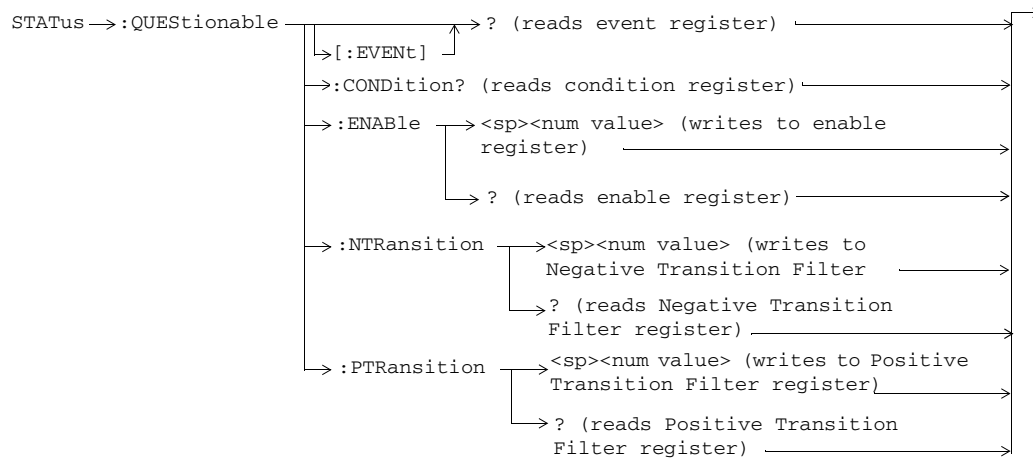 STATus :QUEStionable ? (reads event register)
[:EVENt]
:CONDition? (reads condition register)
:ENABle <sp><num value> (writes to enable
register)
? (reads enable register)
:NTRansition <sp><num value> (writes to
Negative Transition Filter
? (reads Negative Transition
Filter register)
:PTRansition <sp><num value> (writes to Positive
Transition Filter register)
? (reads Positive Transition
Filter register)